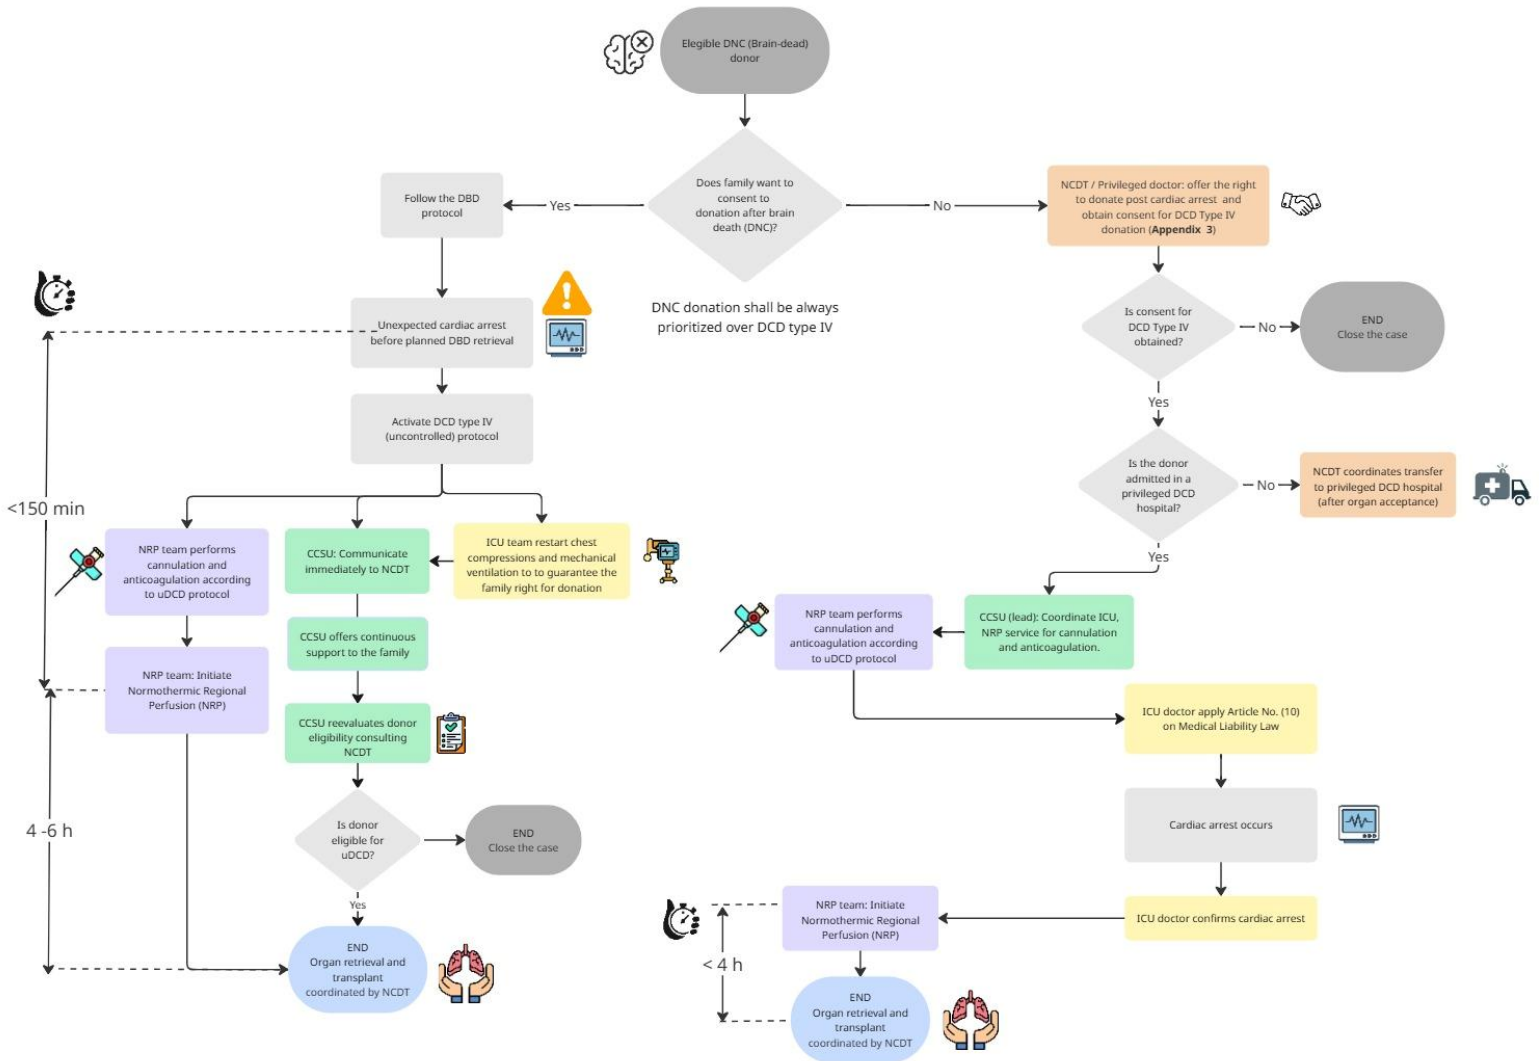 Elegible DNC (Brain-dead)
donor
Does family want to
consent to
donation after brain
death (DNC)?
Yes
No
Follow the DBD
protocol
NCDT / Privileged doctor: offer the right
to donate post cardiac arrest and
obtain consent for DCD Type IV
donation (Appendix 3)
DNC donation shall be always
prioritized over DCD type IV
Unexpected cardiac arrest
before planned DBD retrieval
Is consent for
DCD Type IV
obtained?
No
END
Close the case
Yes
Activate DCD type IV
(uncontrolled) protocol
Is the donor
admitted in a
privileged DCD
hospital?
No
NCDT coordinates transfer
to privileged DCD hospital
(after organ acceptance)
Yes
<150 min
NRP team performs
cannulation and
anticoagulation according
to uDCD protocol
CCSU: Communicate
immediately to NCDT
ICU team restart chest
compressions and mechanical
ventilation to to guarantee the
family right for donation
CCSU offers continuous
support to the family
NRP team: Initiate
Normothermic Regional
Perfusion (NRP)
CCSU reevaluates donor
eligibility consulting
NCDT
4 -6 h
Is donor
eligible for
uDCD?
END
Close the case
Yes
END
Organ retrieval and
transplant
coordinated by NCDT
NRP team performs
cannulation and
anticoagulation according
to uDCD protocol
CCSU (lead): Coordinate ICU,
NRP service for cannulation
and anticoagulation.
ICU doctor apply Article No. (10)
on Medical Liability Law
Cardiac arrest occurs
ICU doctor confirms cardiac arrest
NRP team: Initiate
Normothermic Regional
Perfusion (NRP)
< 4 h
END
Organ retrieval and
transplant
coordinated by NCDT